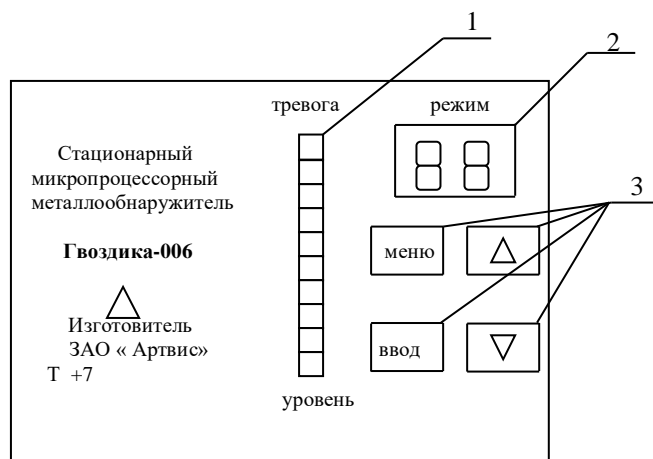 1
2
тревога
режим
Стационарный
микропроцессорный
металлообнаружитель
3
Гвоздика-006
меню
Изготовитель
ЗАО « Артвис»
ввод
Т +7
уровень